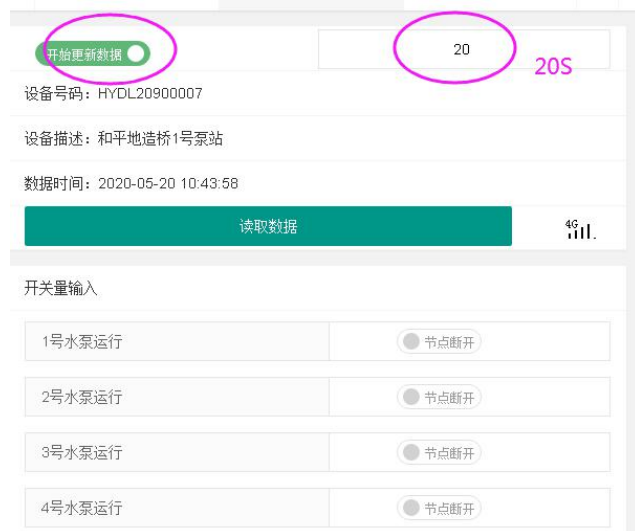 开始更新数据 20
20S
设备号码：HYDL20900007
设备描述：和平地造桥1号泵站
数据时间：2020-05-20 10:43:58
读取数据 4G
开关量输入
1号水泵运行 节点断开
2号水泵运行 节点断开
3号水泵运行 节点断开
4号水泵运行 节点断开